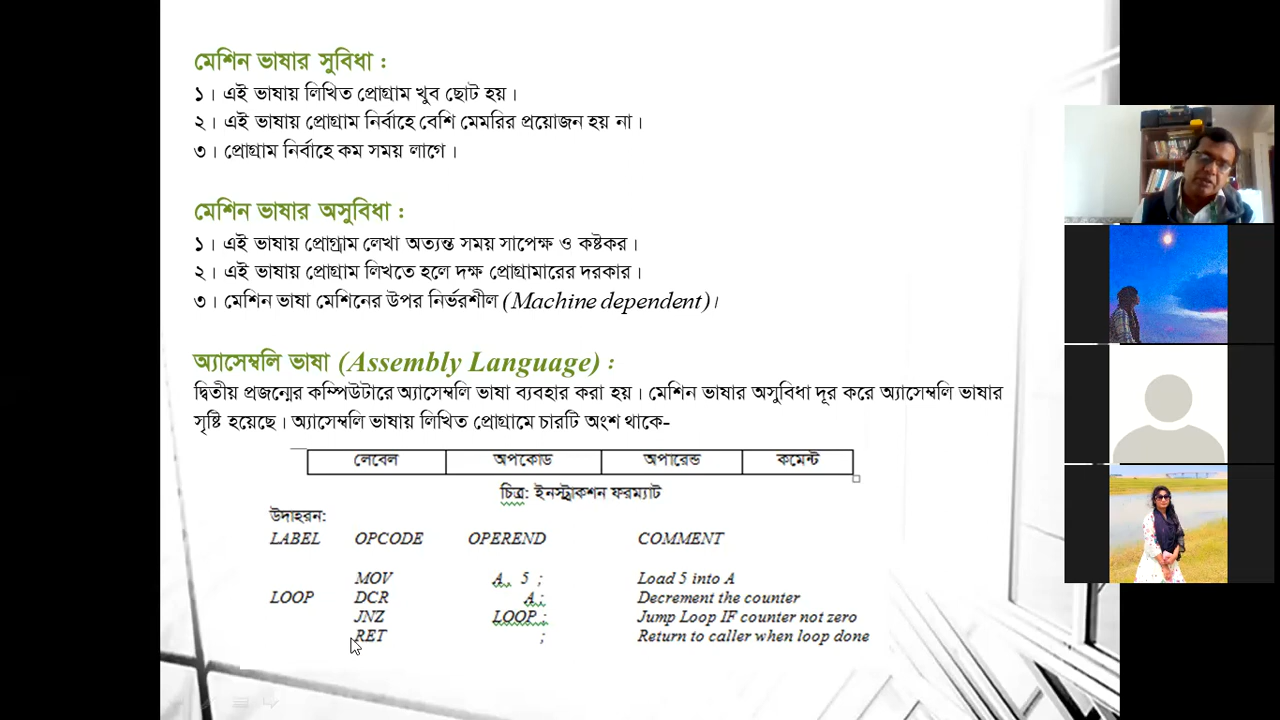 মেশিন ভাষার সুবিধা :
১। এই ভাষায় লিখিত প্রোগ্রাম খুব ছোট হয়।
২। এই ভাষায় প্রোগ্রাম নির্বাহে বেশি মেমরির প্রয়োজন হয় না।
৩। প্রোগ্রাম নির্বাহে কম সময় লাগে।
মেশিন ভাষার অসুবিধা :
১। এই ভাষায় প্রোগ্রাম লেখা অত্যন্ত সময় সাপেক্ষ ও কষ্টকর।
২। এই ভাষায় প্রোগ্রাম লিখতে হলে দক্ষ প্রোগ্রামারের দরকার।
৩। মেশিন ভাষা মেশিনের উপর নির্ভরশীল (Machine dependent)।
অ্যাসেম্বলি ভাষা (Assembly Language) :
দ্বিতীয় প্রজন্মের কম্পিউটারে অ্যাসেম্বলি ভাষা ব্যবহার করা হয়। মেশিন ভাষার অসুবিধা দূর করে অ্যাসেম্বলি ভাষার
সৃষ্টি হয়েছে। অ্যাসেম্বলি ভাষায় লিখিত প্রোগ্রামে চারটি অংশ থাকে-
লেবেল অপকোড অপারেন্ড কমেন্ট
চিত্র: ইনস্ট্রাকশন ফরম্যাট
উদাহরন:
LABEL OPCODE OPEREND COMMENT
MOV A, 5 ; Load 5 into A
LOOP DCR A ; Decrement the counter
JNZ LOOP ; Jump Loop IF counter not zero
RET ; Return to caller when loop done